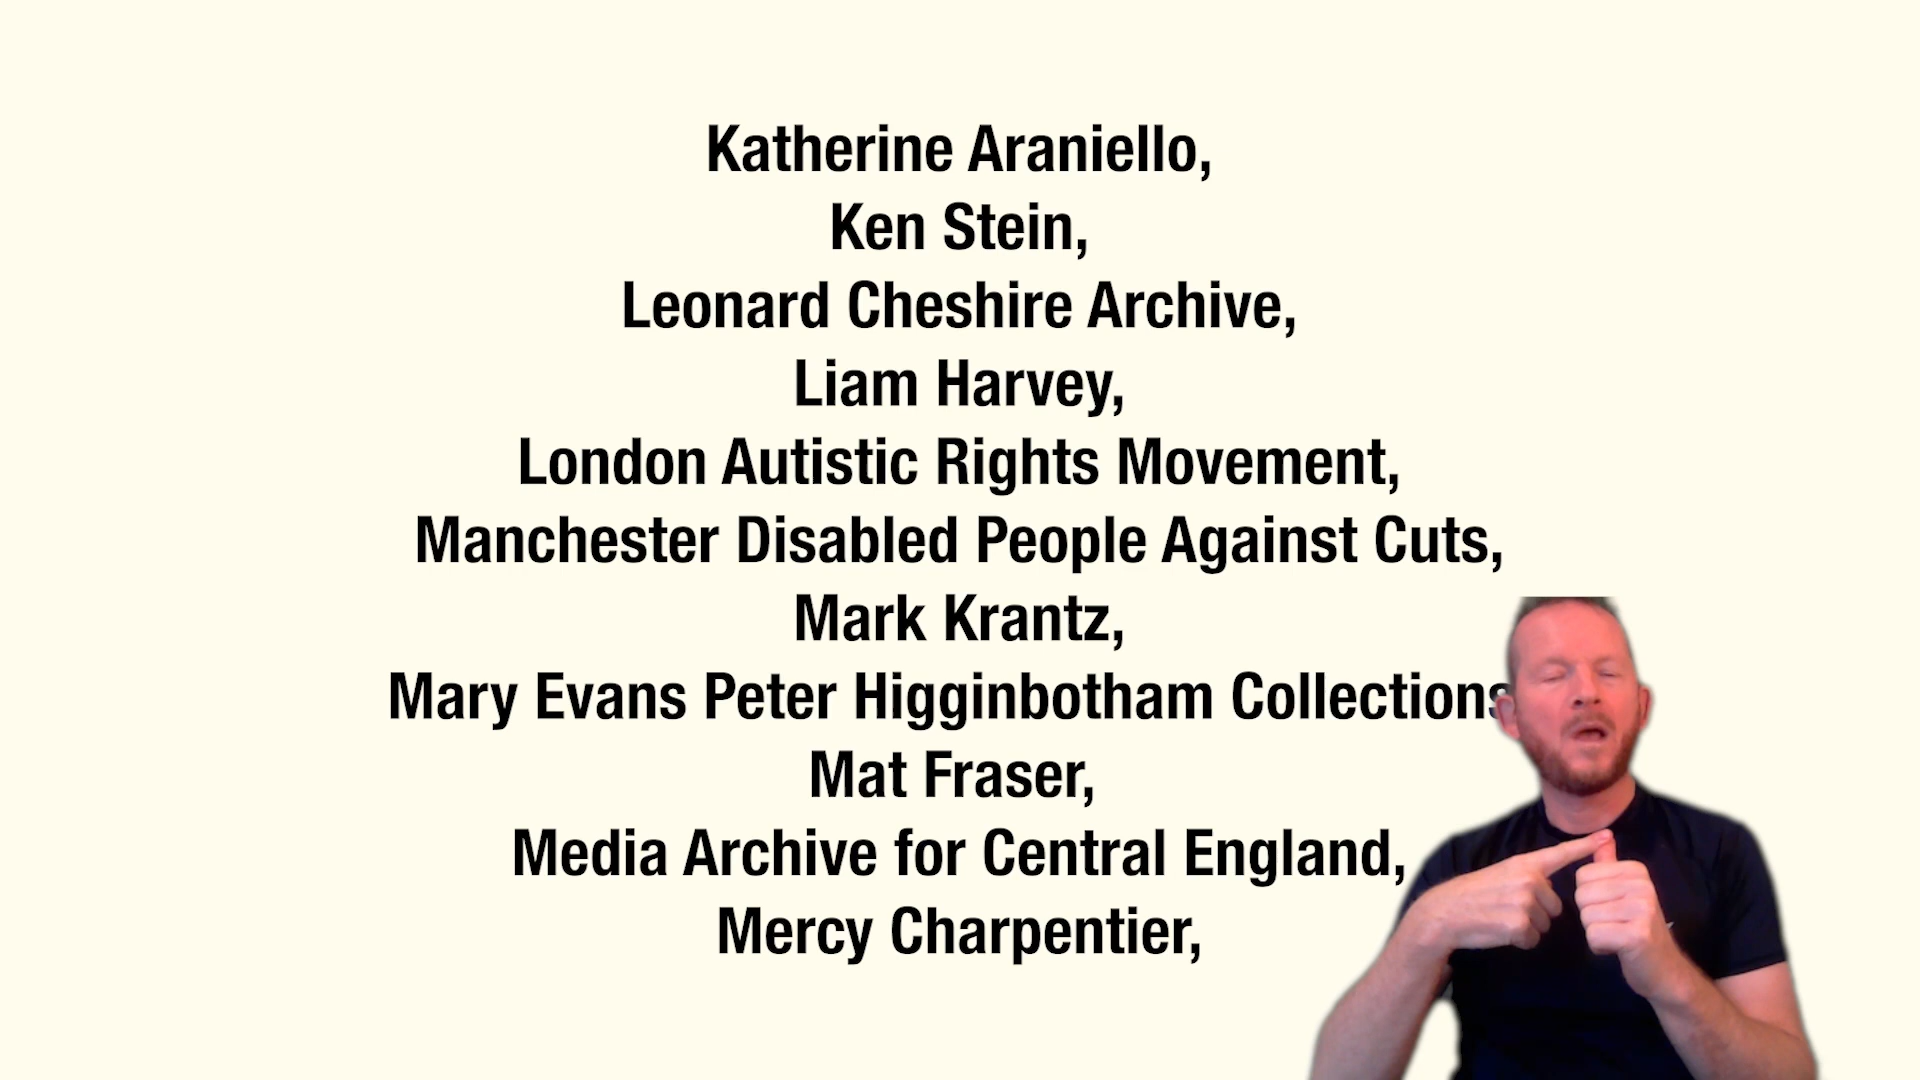 Katherine Araniello,
Ken Stein,
Leonard Cheshire Archive,
Liam Harvey,
London Autistic Rights Movement,
Manchester Disabled People Against Cuts,
Mark Krantz,
Mary Evans Peter Higginbotham Collections
Mat Fraser,
Media Archive for Central England,
Mercy Charpentier,